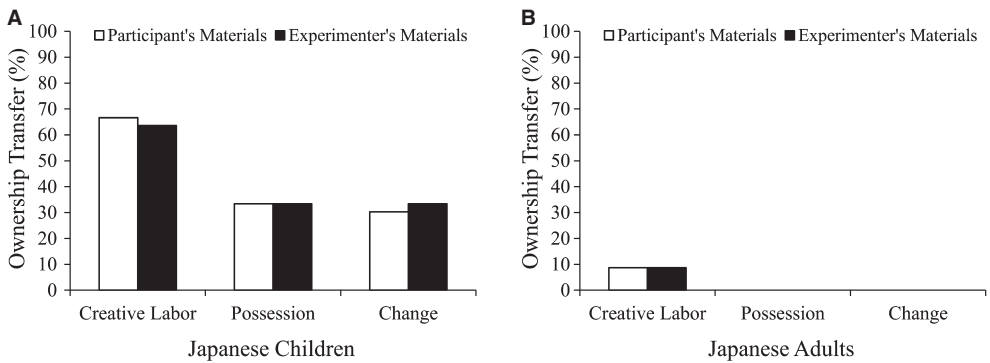 A
Participant's Materials Experimenter's Materials
Ownership Transfer (%)
100
90
80
70
60
50
40
30
20
10
0
Creative Labor Possession Change
Japanese Children
B
Participant's Materials Experimenter's Materials
Ownership Transfer (%)
100
90
80
70
60
50
40
30
20
10
0
Creative Labor Possession Change
Japanese Adults